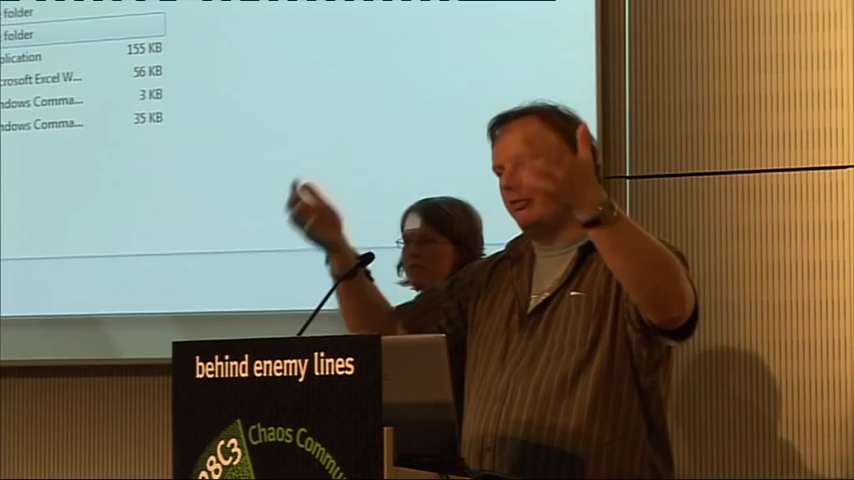 folder
folder
plication 155 KB
crosoft Excel W... 56 KB
ndows Comma... 3 KB
ndows Comma... 35 KB
behind enemy lines
Chaos Commu
28C3